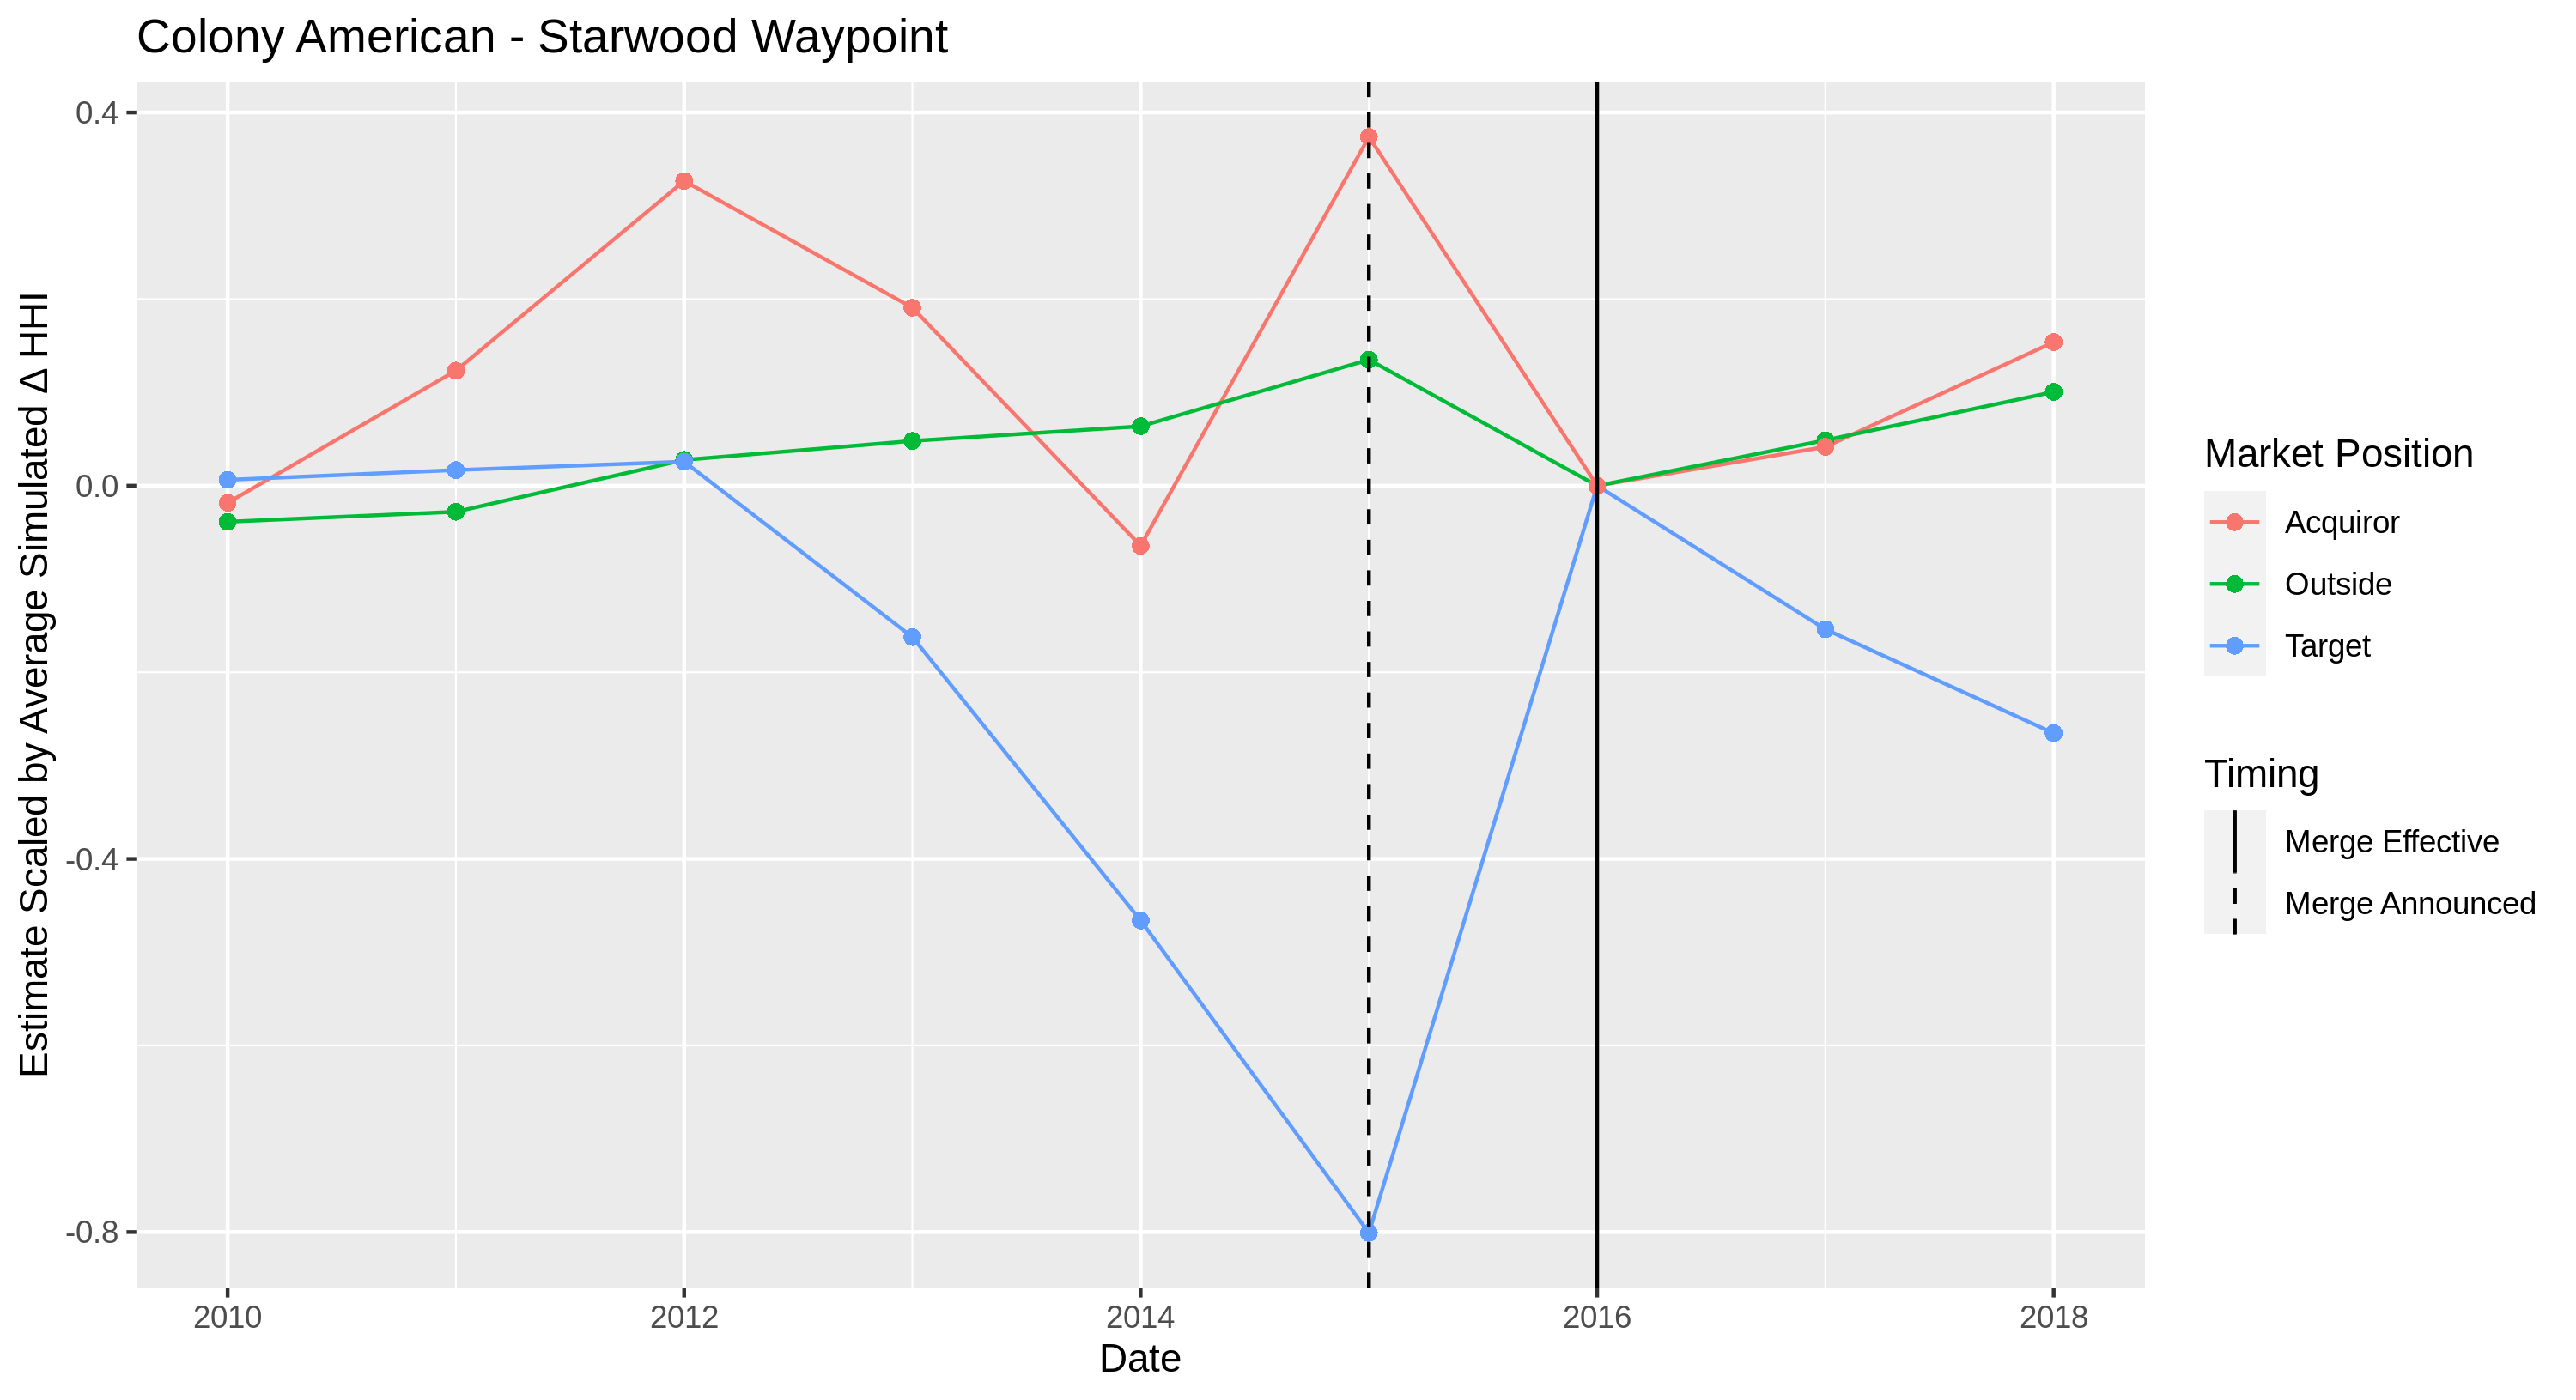 Colony American - Starwood Waypoint
Estimate Scaled by Average Simulated Δ HHI
0.4
0.0
-0.4
-0.8
2010
2012
2014
2016
2018
Date
Market Position
Acquiror
Outside
Target
Timing
Merge Effective
Merge Announced